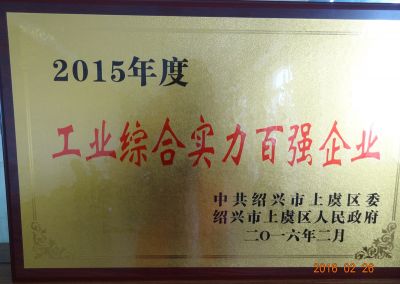 2015年度
工业综合实力百强企业
中共绍兴市上虞区委
绍兴市上虞区人民政府
二〇一六年二月
2016 02 26